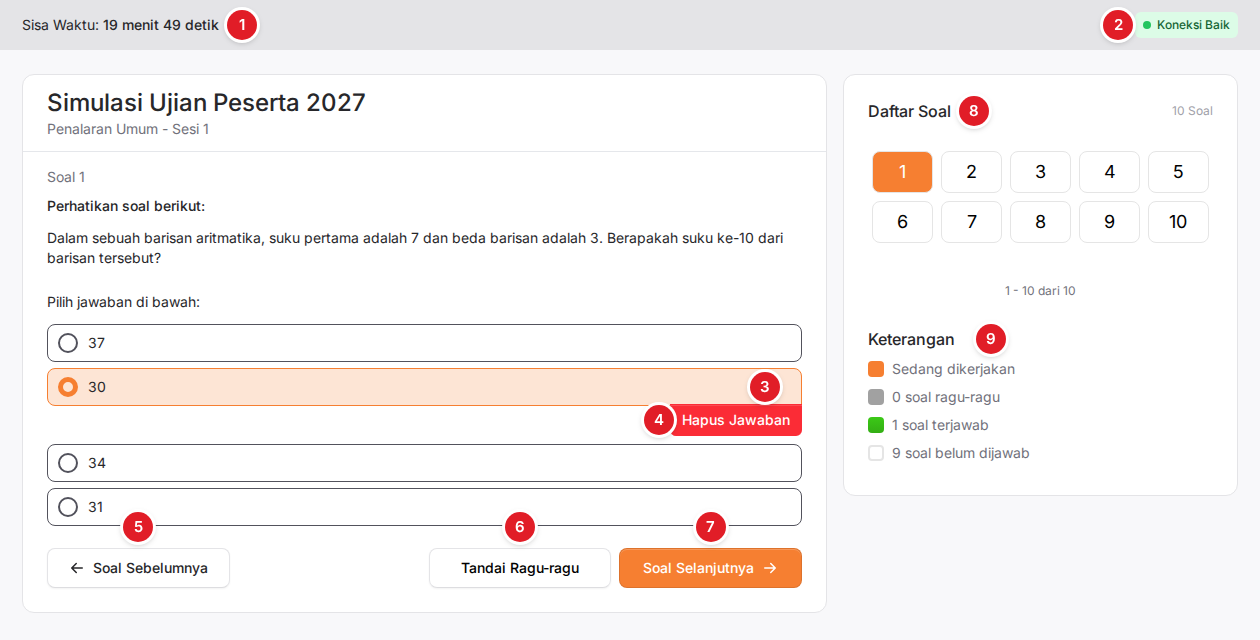 Sisa Waktu: 19 menit 49 detik 1
2 Koneksi Baik
Simulasi Ujian Peserta 2027
Penalaran Umum - Sesi 1
Soal 1
Perhatikan soal berikut:
Dalam sebuah barisan aritmatika, suku pertama adalah 7 dan beda barisan adalah 3. Berapakah suku ke-10 dari
barisan tersebut?
Pilih jawaban di bawah:
37
30 3
4 Hapus Jawaban
34
31
5 6 7
← Soal Sebelumnya
Tandai Ragu-ragu
Soal Selanjutnya →
Daftar Soal 8
10 Soal
1 2 3 4 5
6 7 8 9 10
1 - 10 dari 10
Keterangan 9
Sedang dikerjakan
0 soal ragu-ragu
1 soal terjawab
9 soal belum dijawab